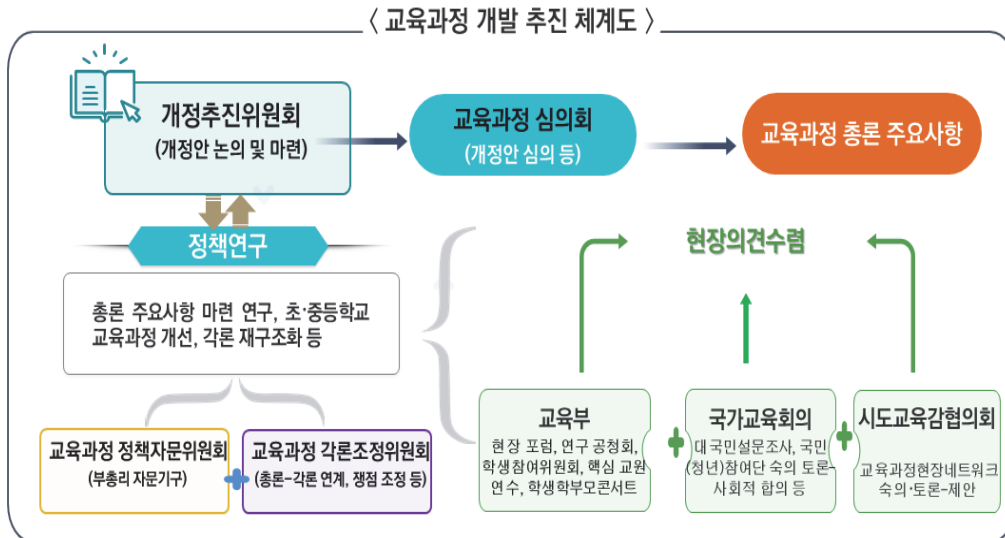 〈 교육과정 개발 추진 체계도 〉
개정추진위원회
(개정안 논의 및 마련)
교육과정 심의회
(개정안 심의 등)
교육과정 총론 주요사항
정책연구
총론 주요사항 마련 연구, 초·중등학교
교육과정 개선, 각론 재구조화 등
교육과정 정책자문위원회
(부총리 자문기구)
교육과정 각론조정위원회
(총론-각론 연계, 쟁점 조정 등)
현장의견수렴
교육부
현장 포럼, 연구 공청회,
학생참여위원회, 핵심 교원
연수, 학생학부모콘서트
국가교육회의
대국민설문조사, 국민
(청년)참여단 숙의 토론-
사회적 합의 등
시도교육감협의회
교육과정현장네트워크
숙의·토론-제안